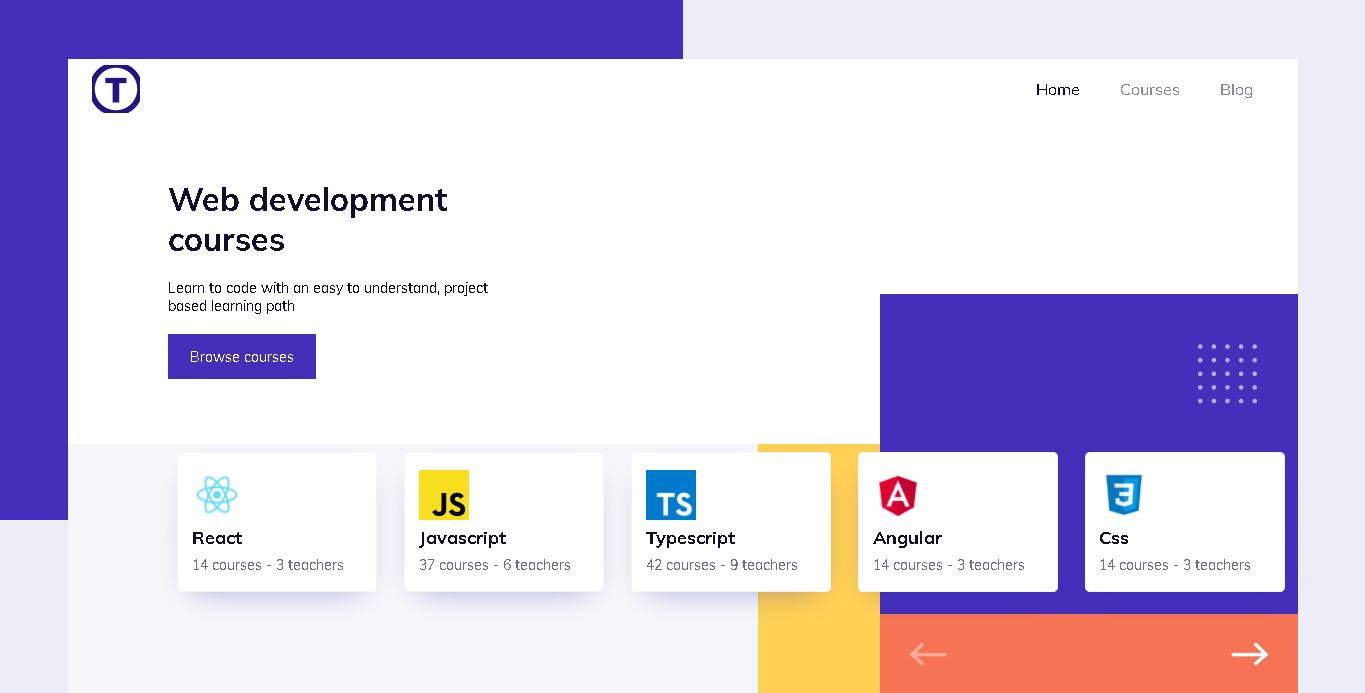 T
Home
Courses
Blog
Web development
courses
Learn to code with an easy to understand, project
based learning path
Browse courses
React
14 courses - 3 teachers
JS
Javascript
37 courses - 6 teachers
TS
Typescript
42 courses - 9 teachers
A
Angular
14 courses - 3 teachers
3
Css
14 courses - 3 teachers